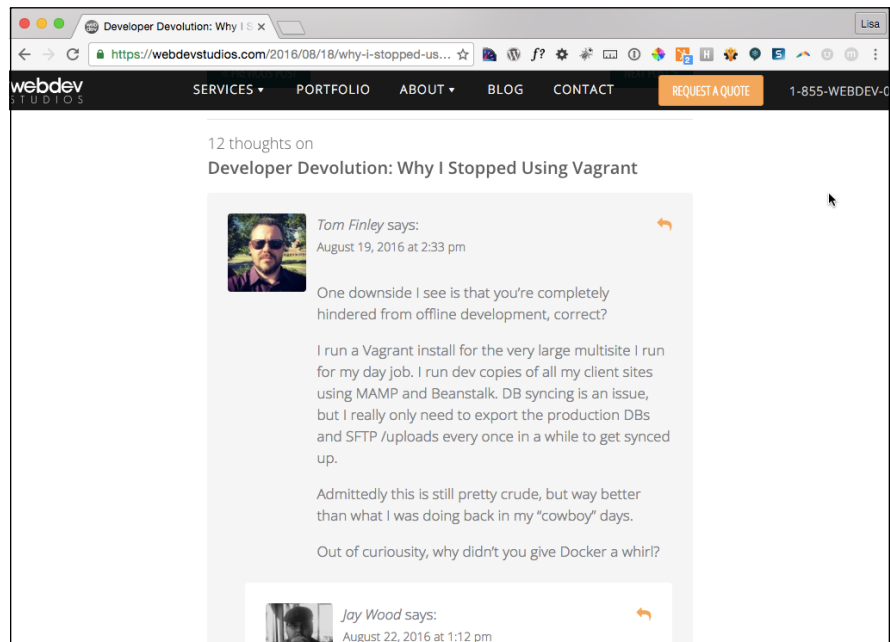 Developer Devolution: Why I S
Lisa
https://webdevstudios.com/2016/08/18/why-i-stopped-us...
f?
2
PREVIOUS POST
webdev
STUDIOS
SERVICES
PORTFOLIO
ABOUT
BLOG
CONTACT
REQUEST A QUOTE
1-855-WEBDEV-0
12 thoughts on
Developer Devolution: Why I Stopped Using Vagrant
Tom Finley says:
August 19, 2016 at 2:33 pm
One downside I see is that you’re completely
hindered from offline development, correct?
I run a Vagrant install for the very large multisite I run
for my day job. I run dev copies of all my client sites
using MAMP and Beanstalk. DB syncing is an issue,
but I really only need to export the production DBs
and SFTP /uploads every once in a while to get synced
up.
Admittedly this is still pretty crude, but way better
than what I was doing back in my “cowboy” days.
Out of curiousity, why didn’t you give Docker a whirl?
Jay Wood says:
August 22, 2016 at 1:12 pm